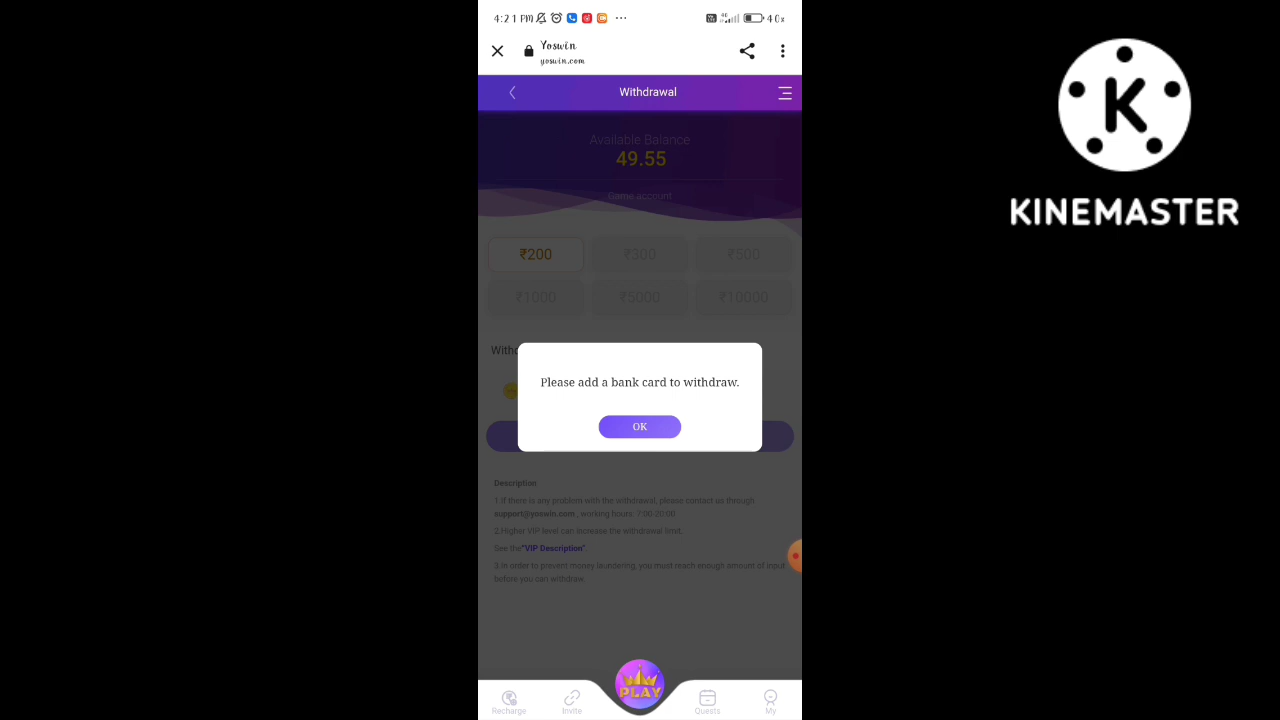 4:21 PM
Yoswin
yoswin.com
Withdrawal
Available Balance
49.55
Game account
₹200 ₹300 ₹500
₹1000 ₹5000 ₹10000
Withd
Please add a bank card to withdraw.
OK
Description
1.If there is any problem with the withdrawal, please contact us through
support@yoswin.com , working hours: 7:00-20:00
2.Higher VIP level can increase the withdrawal limit.
See the"VIP Description".
3.In order to prevent money laundering, you must reach enough amount of input
before you can withdraw.
PLAY
Recharge Invite Quests My
K
KINEMASTER